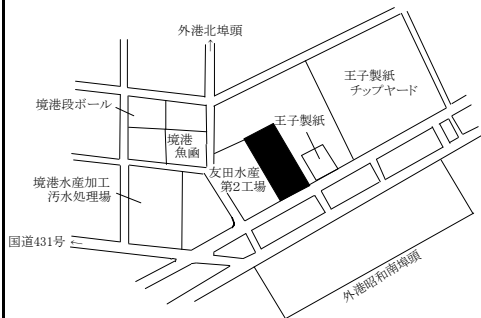 外港北埠頭
↑
王子製紙
チップヤード
境港段ボール
王子製紙
境港
魚函
友田水産
第2工場
境港水産加工
汚水処理場
国道431号 ←
外港昭和南埠頭